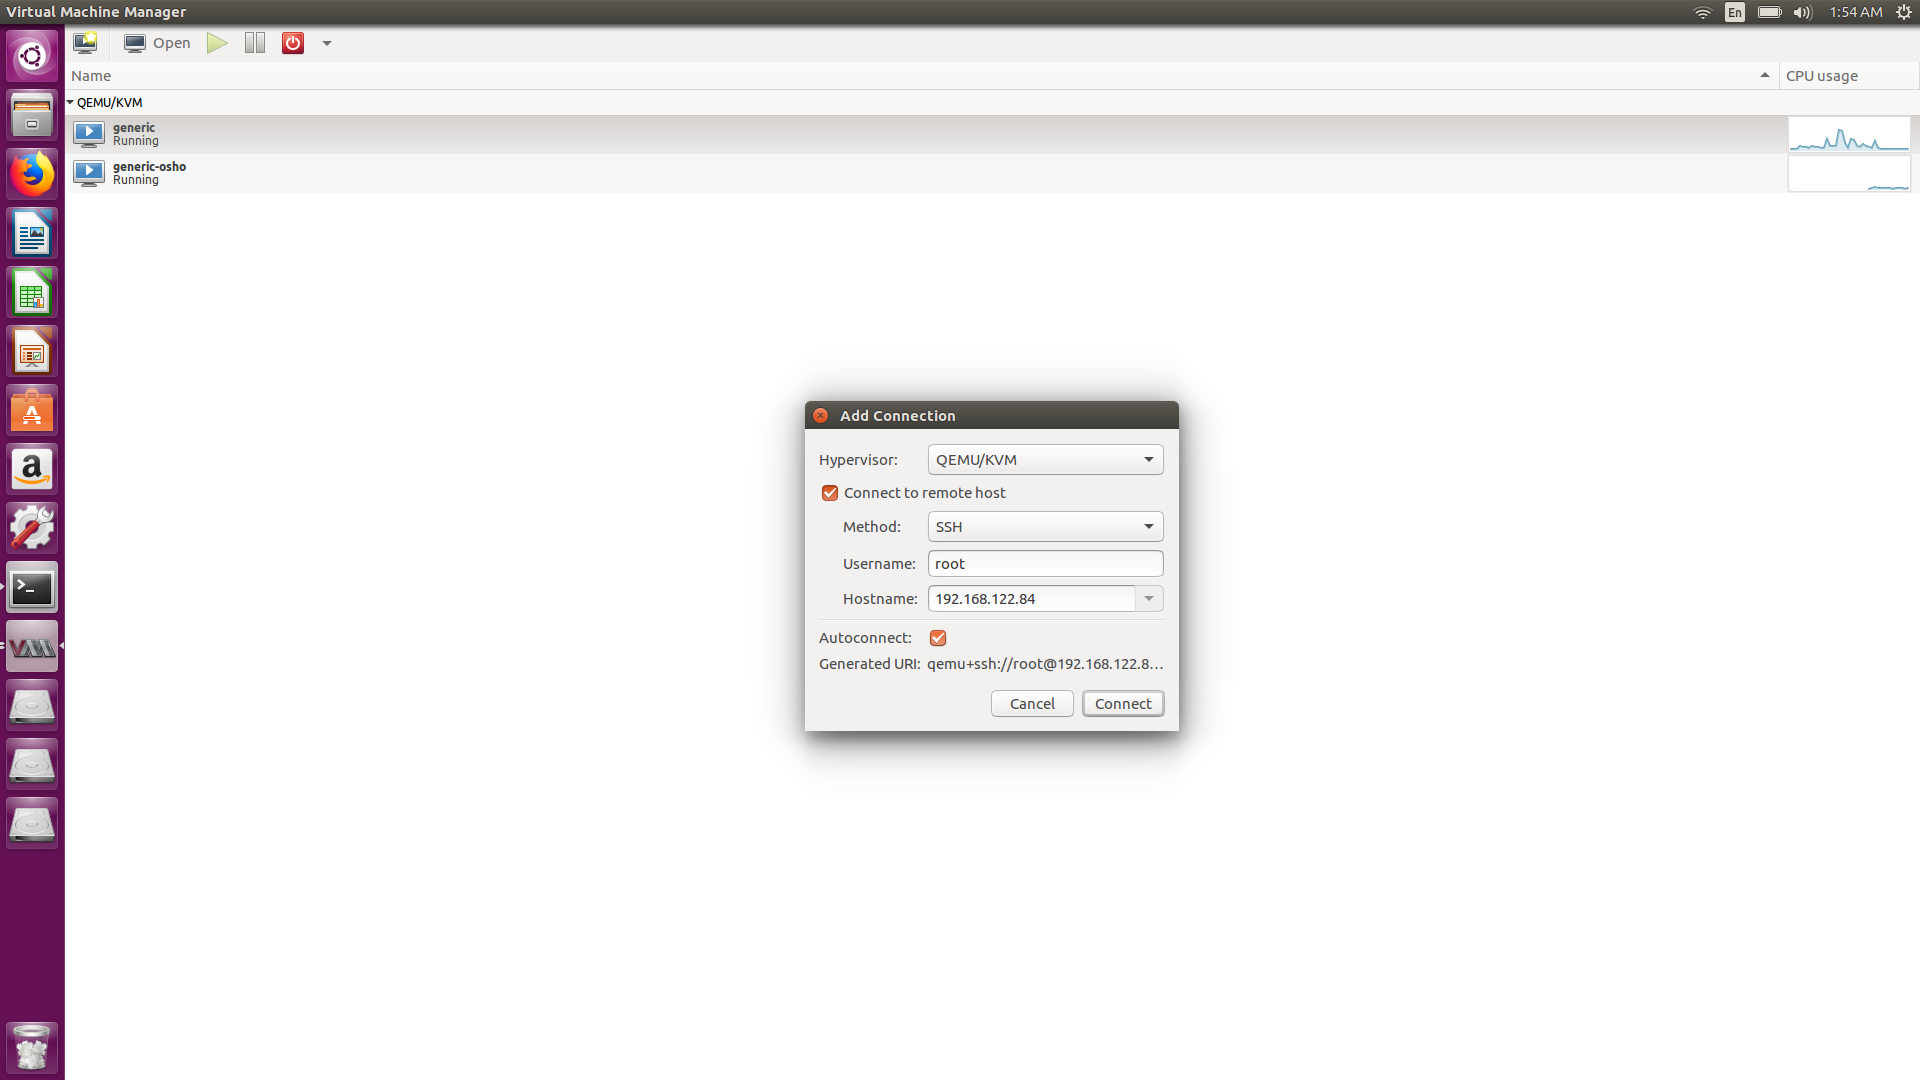 Virtual Machine Manager
En
1:54 AM
Open
Name
CPU usage
QEMU/KVM
generic
Running
generic-osho
Running
Add Connection
Hypervisor: QEMU/KVM
Connect to remote host
Method: SSH
Username: root
Hostname: 192.168.122.84
Autoconnect:
Generated URI: qemu+ssh://root@192.168.122.8...
Cancel Connect